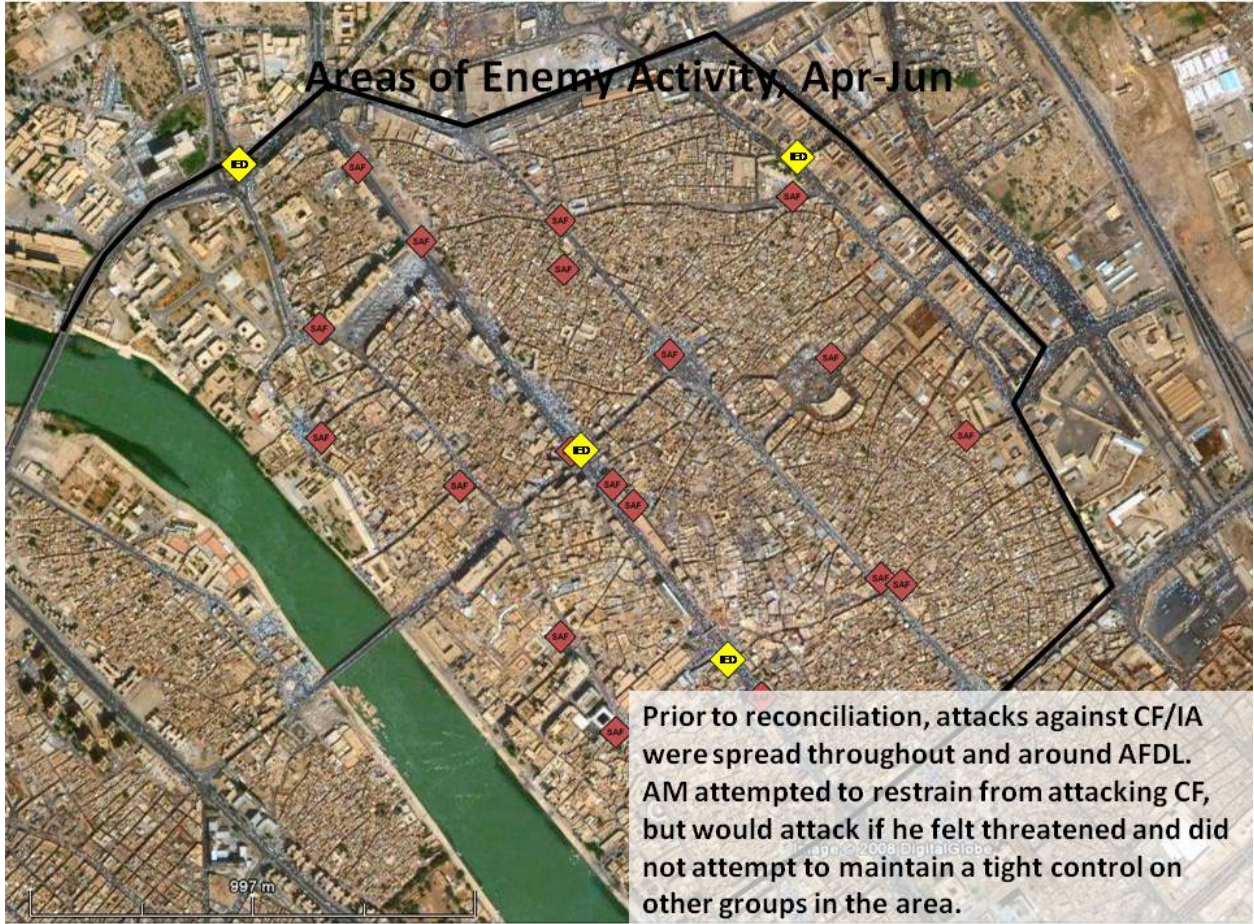 Areas of Enemy Activity, Apr-Jun
IED
IED
SAF
SAF
SAF
SAF
SAF
SAF
SAF
SAF
SAF
SAF
IED
SAF
SAF
SAF
SAF
SAF
SAF
IED
SAF
Prior to reconciliation, attacks against CF/IA
were spread throughout and around AFDL.
AM attempted to restrain from attacking CF,
but would attack if he felt threatened and did
Image © 2008 DigitalGlobe
not attempt to maintain a tight control on
other groups in the area.
997 m